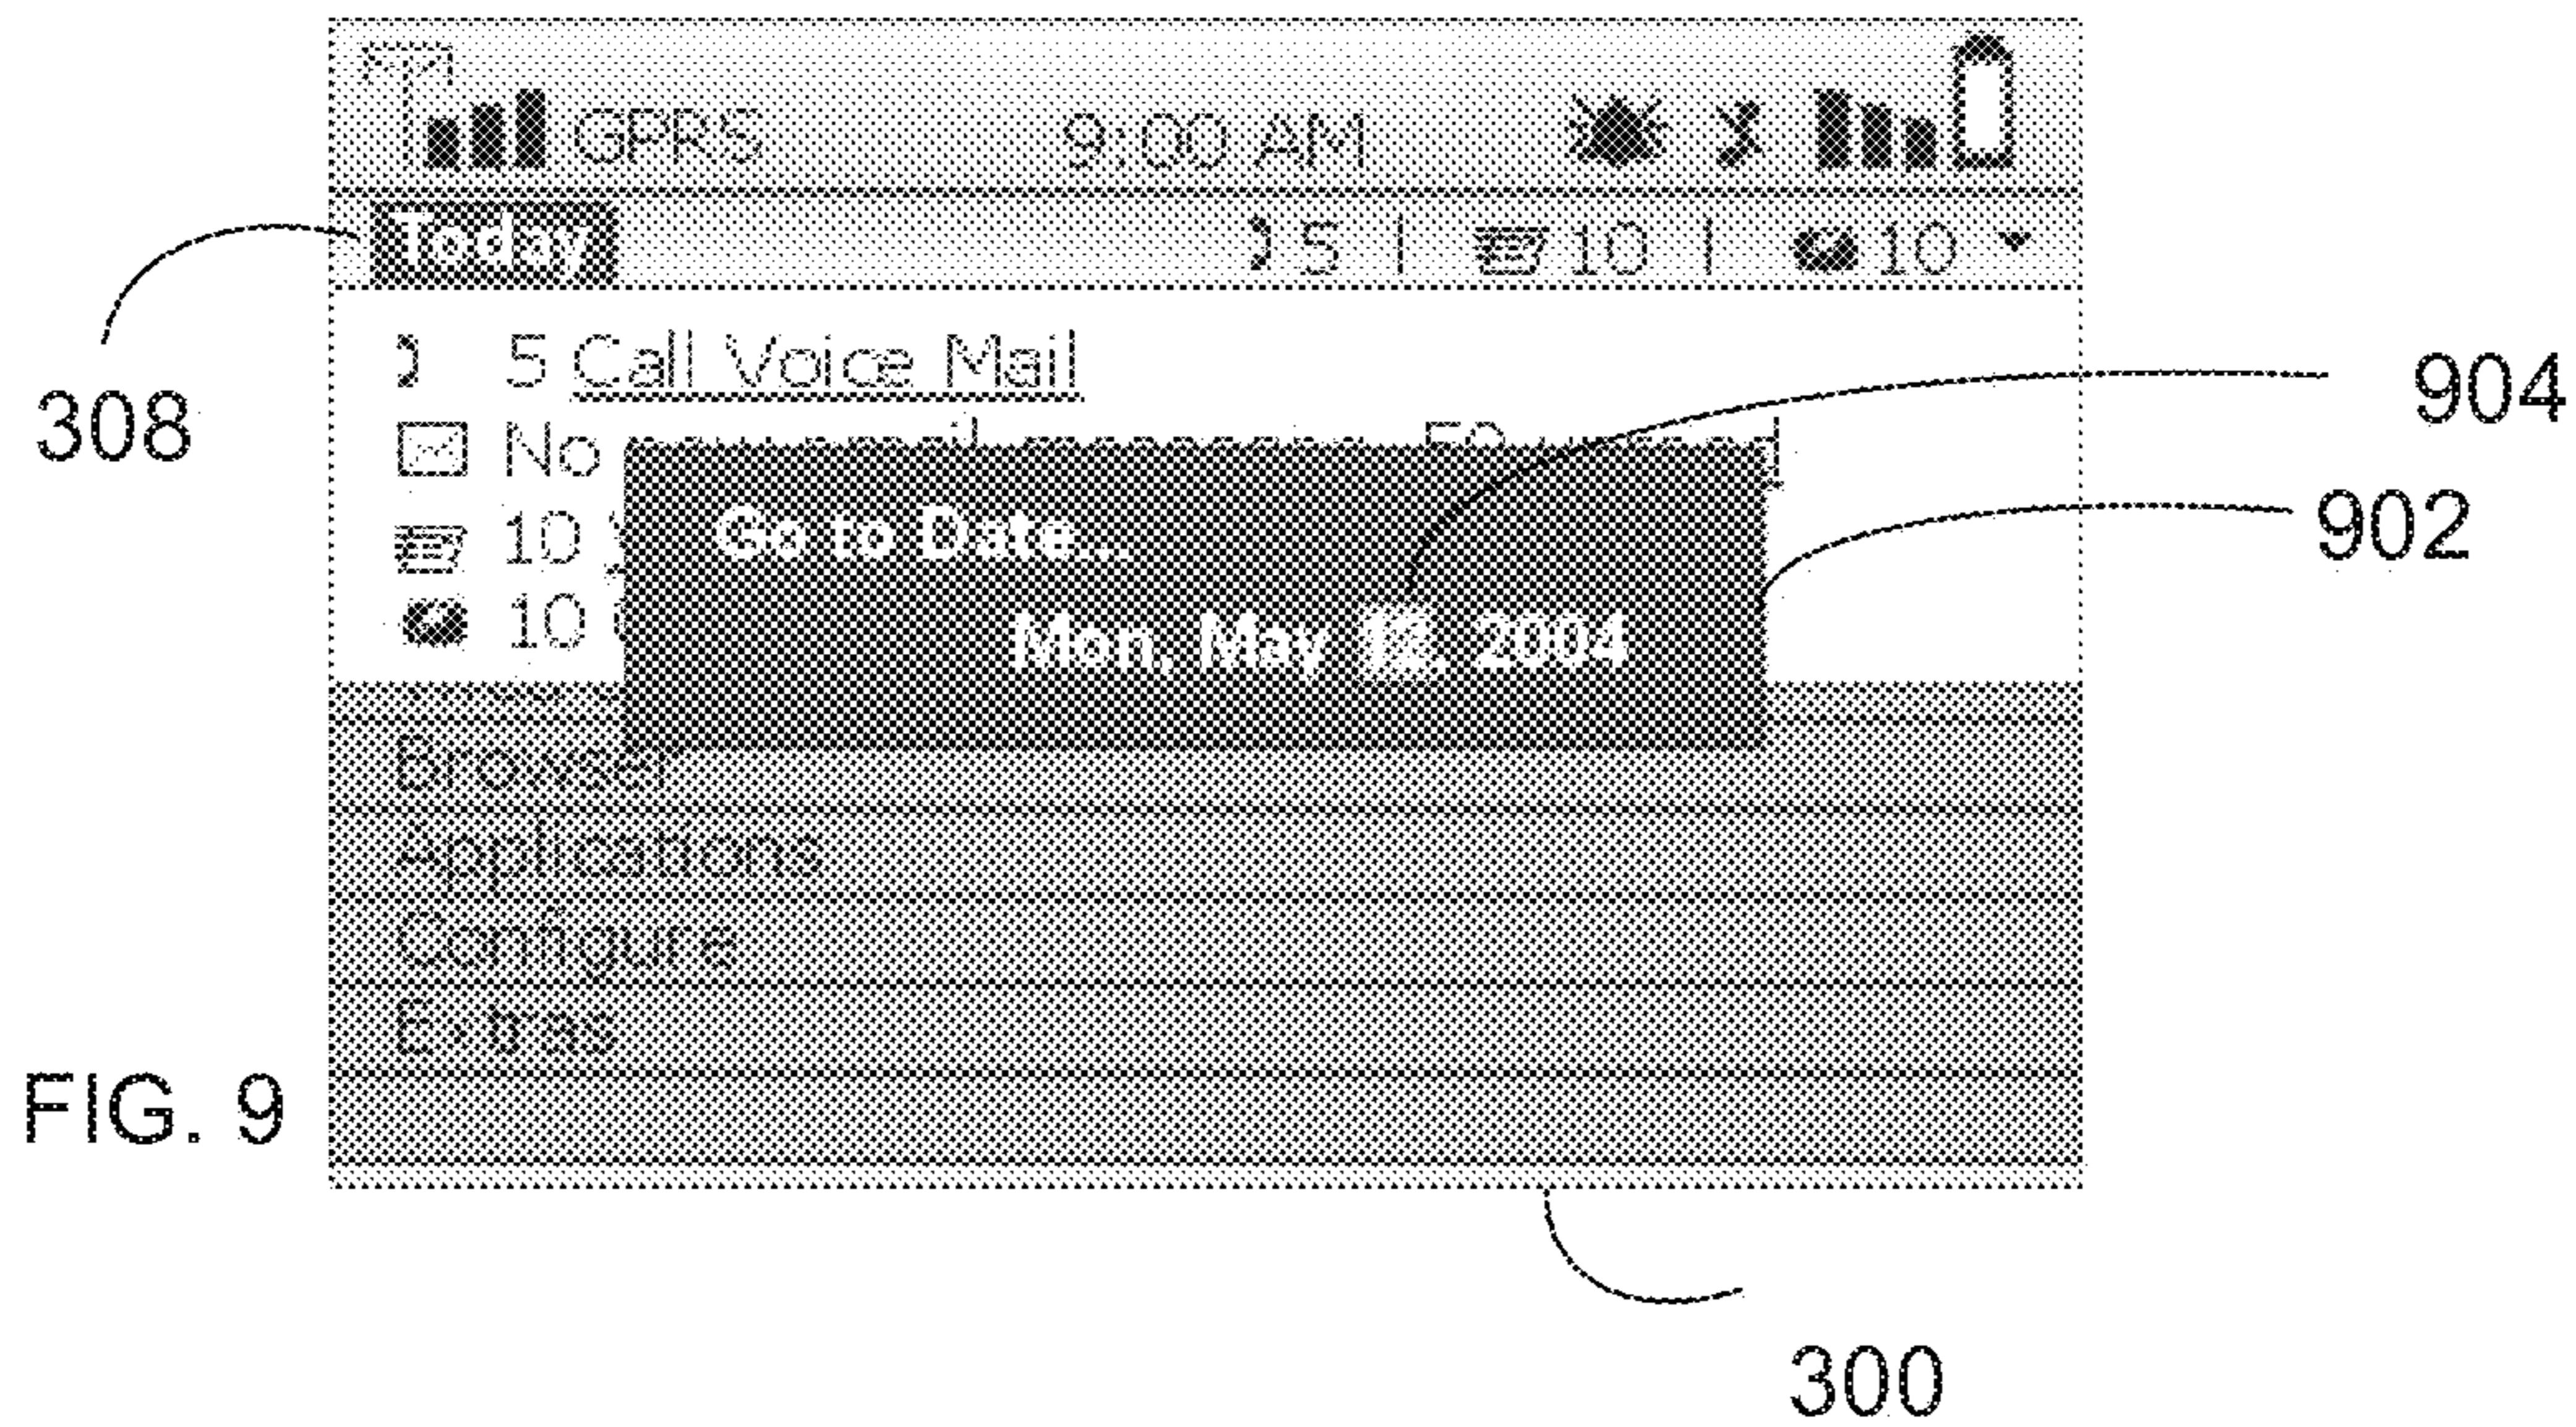 GPRS 9:00 AM
Today 5 | 10 | 10
308
5 Call Voice Mail
904
No
902
10
Go to Date...
10
Mon, May , 2004
Browser
Applications
Configure
Extras
FIG. 9
300